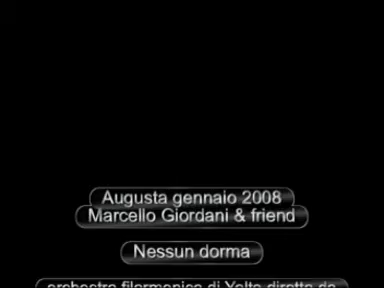 Augusta gennaio 2008
Marcello Giordani & friend
Nessun dorma
orchestra filarmonica di Yalta diretta da